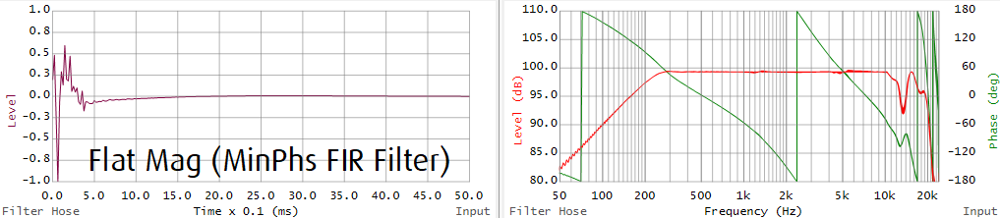 1.0
0.8
0.5
0.3
0.0
-0.3
-0.5
-0.8
-1.0
Level
0.0 5.0 10.0 15.0 20.0 25.0 30.0 35.0 40.0 45.0 50.0
Filter Hose Time x 0.1 (ms) Input
Flat Mag (MinPhs FIR Filter)
110.0
105.0
100.0
95.0
90.0
85.0
80.0
Level (dB)
50 100 200 500 1k 2k 5k 10k 20k
Filter Hose Frequency (Hz) Input
180
120
60
0
-60
-120
-180
Phase (deg)